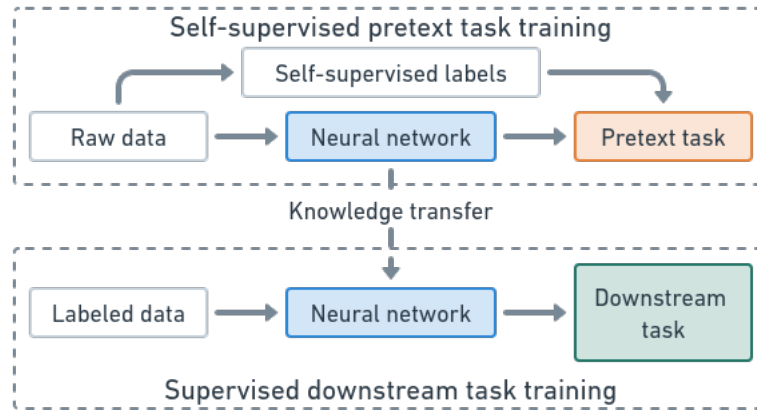 Self-supervised pretext task training
Self-supervised labels
Raw data
Neural network
Pretext task
Knowledge transfer
Labeled data
Neural network
Downstream
task
Supervised downstream task training